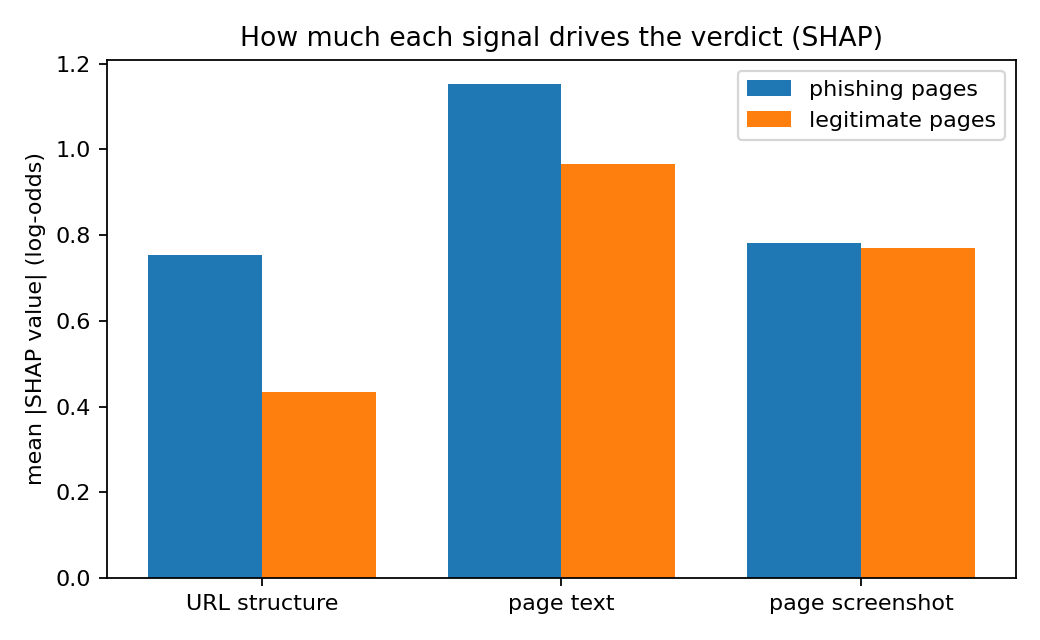 How much each signal drives the verdict (SHAP)
phishing pages
legitimate pages
mean |SHAP value| (log-odds)
1.2
1.0
0.8
0.6
0.4
0.2
0.0
URL structure
page text
page screenshot